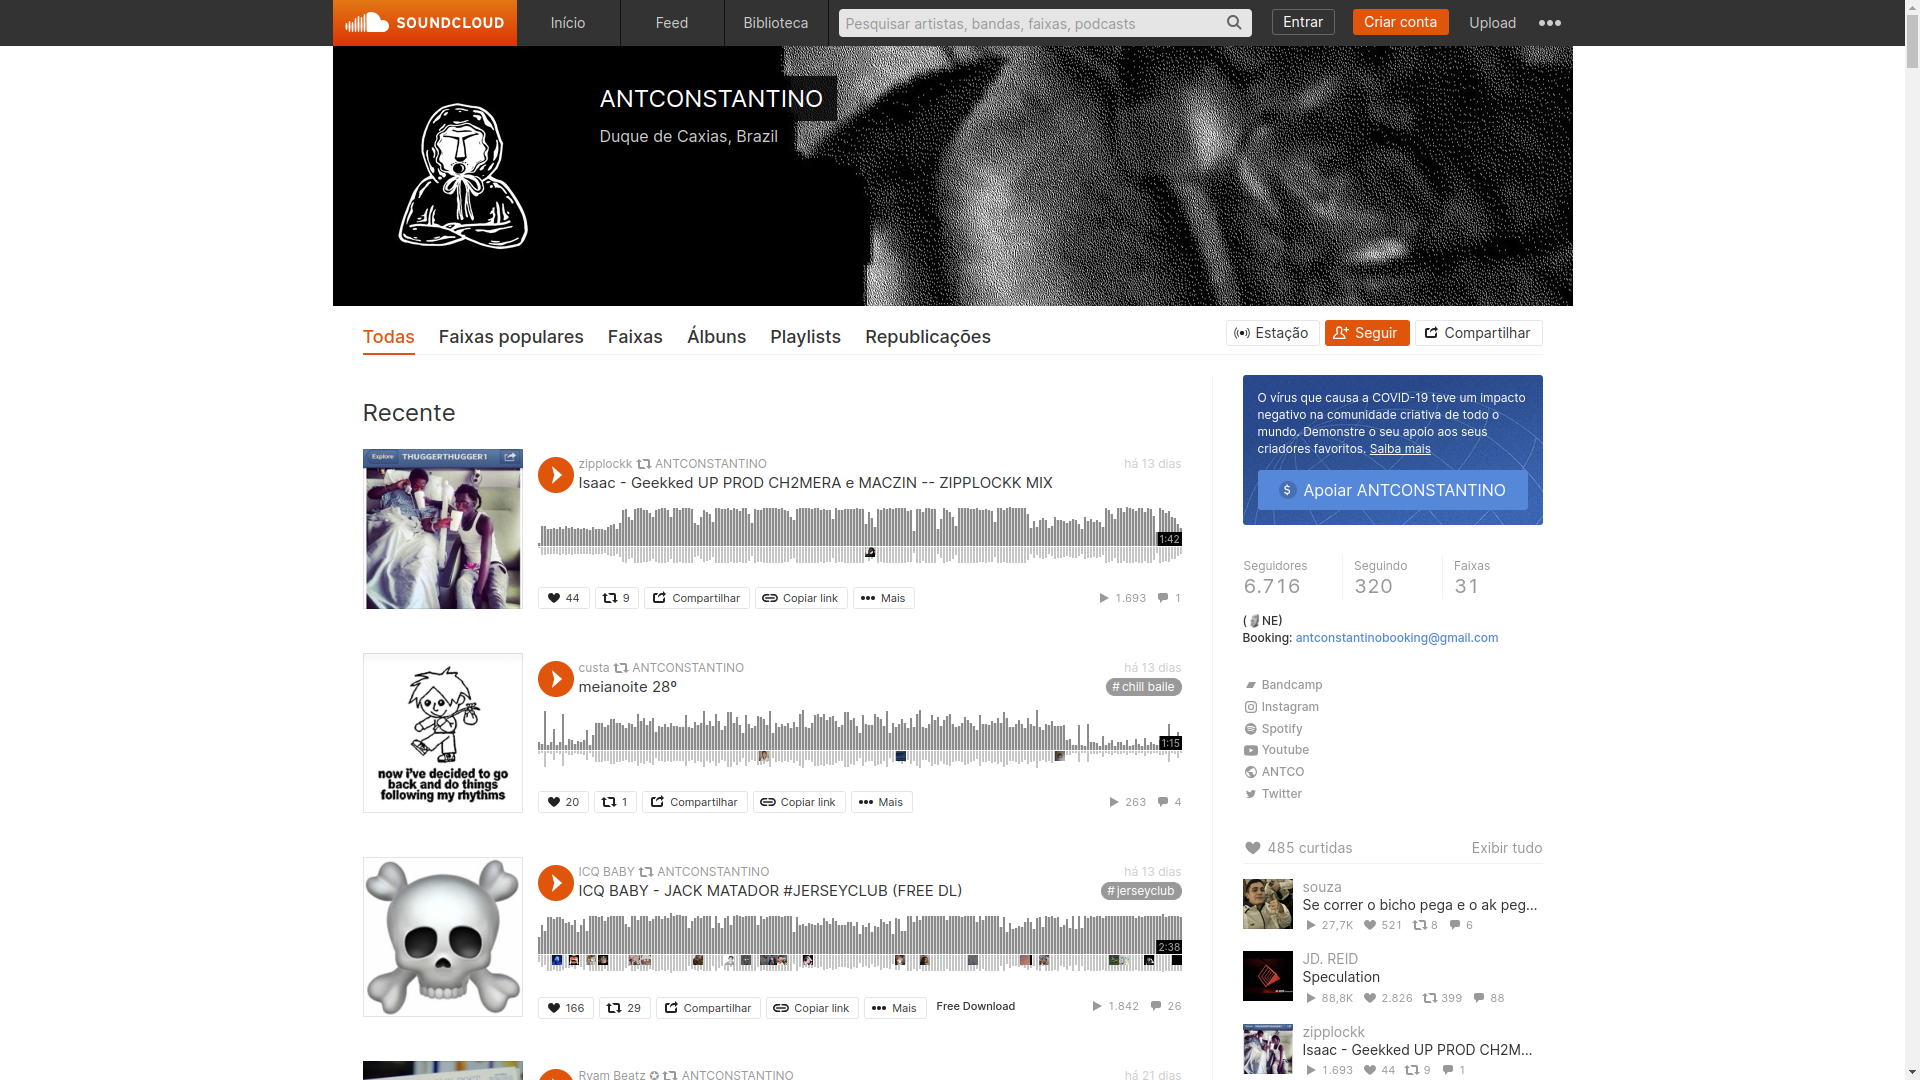 SOUNDCLOUD
Início
Feed
Biblioteca
Pesquisar artistas, bandas, faixas, podcasts
Entrar
Criar conta
Upload
ANTCONSTANTINO
Duque de Caxias, Brazil
Todas
Faixas populares
Faixas
Álbuns
Playlists
Republicações
Estação
Seguir
Compartilhar
Recente
Explore THUGGERTHUGGER1
zipplockk ANTCONSTANTINO
há 13 dias
Isaac - Geekked UP PROD CH2MERA e MACZIN -- ZIPPLOCKK MIX
1:42
44
9
Compartilhar
Copiar link
Mais
1.693
1
now i've decided to go
back and do things
following my rhythms
custa ANTCONSTANTINO
há 13 dias
meianoite 28º
# chill baile
1:15
20
1
Compartilhar
Copiar link
Mais
263
4
ICQ BABY ANTCONSTANTINO
há 13 dias
ICQ BABY - JACK MATADOR #JERSEYCLUB (FREE DL)
# jerseyclub
2:38
166
29
Compartilhar
Copiar link
Mais
Free Download
1.842
26
Ryam Beatz ✪ ANTCONSTANTINO
há 21 dias
O vírus que causa a COVID-19 teve um impacto
negativo na comunidade criativa de todo o
mundo. Demonstre o seu apoio aos seus
criadores favoritos. Saiba mais
$ Apoiar ANTCONSTANTINO
Seguidores
6.716
Seguindo
320
Faixas
31
(🗿NE)
Booking: antconstantinobooking@gmail.com
Bandcamp
Instagram
Spotify
Youtube
ANTCO
Twitter
485 curtidas
Exibir tudo
souza
Se correr o bicho pega e o ak peg...
27,7K 521 8 6
JD. REID
Speculation
88,8K 2.826 399 88
zipplockk
Isaac - Geekked UP PROD CH2M...
1.693 44 9 1